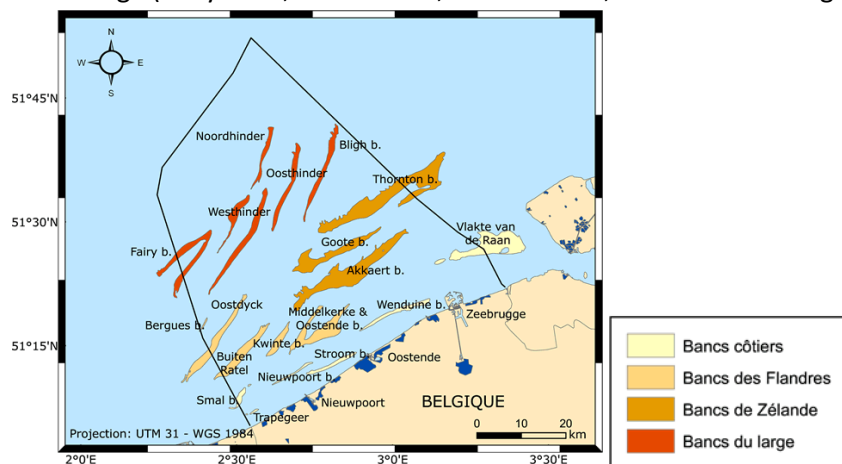 N
W E
S
51°45'N
51°30'N
51°15'N
Noordhinder
Bligh b.
Oosthinder
Thornton b.
Westhinder
Vlakte van
de Raan
Fairy b.
Goote b.
Akkaert b.
Oostdyck
Middelkerke &
Oostende b.
Wenduine b.
Zeebrugge
Bergues b.
Kwinte b.
Buiten
Ratel
Stroom b.
Oostende
Nieuwpoort b.
Smal b.
Nieuwpoort
BELGIQUE
Trapegeer
Projection: UTM 31 - WGS 1984
0 10 20
km
2°0'E 2°30'E 3°0'E 3°30'E
Bancs côtiers
Bancs des Flandres
Bancs de Zélande
Bancs du large